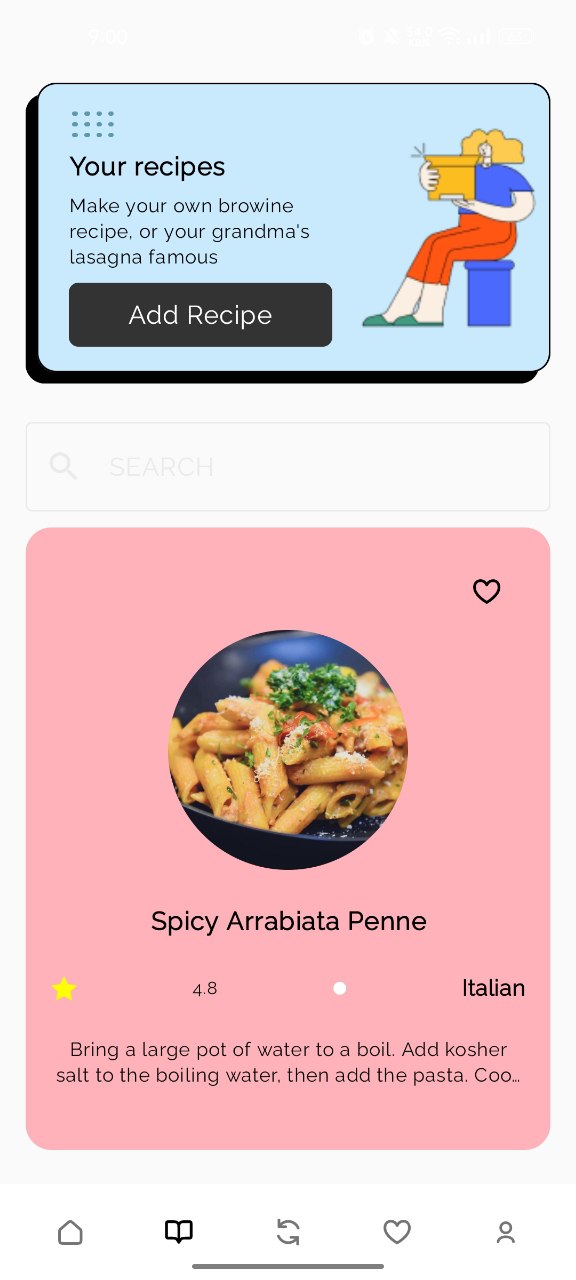 9:00
Your recipes
Make your own browine
recipe, or your grandma's
lasagna famous
Add Recipe
SEARCH
Spicy Arrabiata Penne
4.8
Italian
Bring a large pot of water to a boil. Add kosher
salt to the boiling water, then add the pasta. Coo…